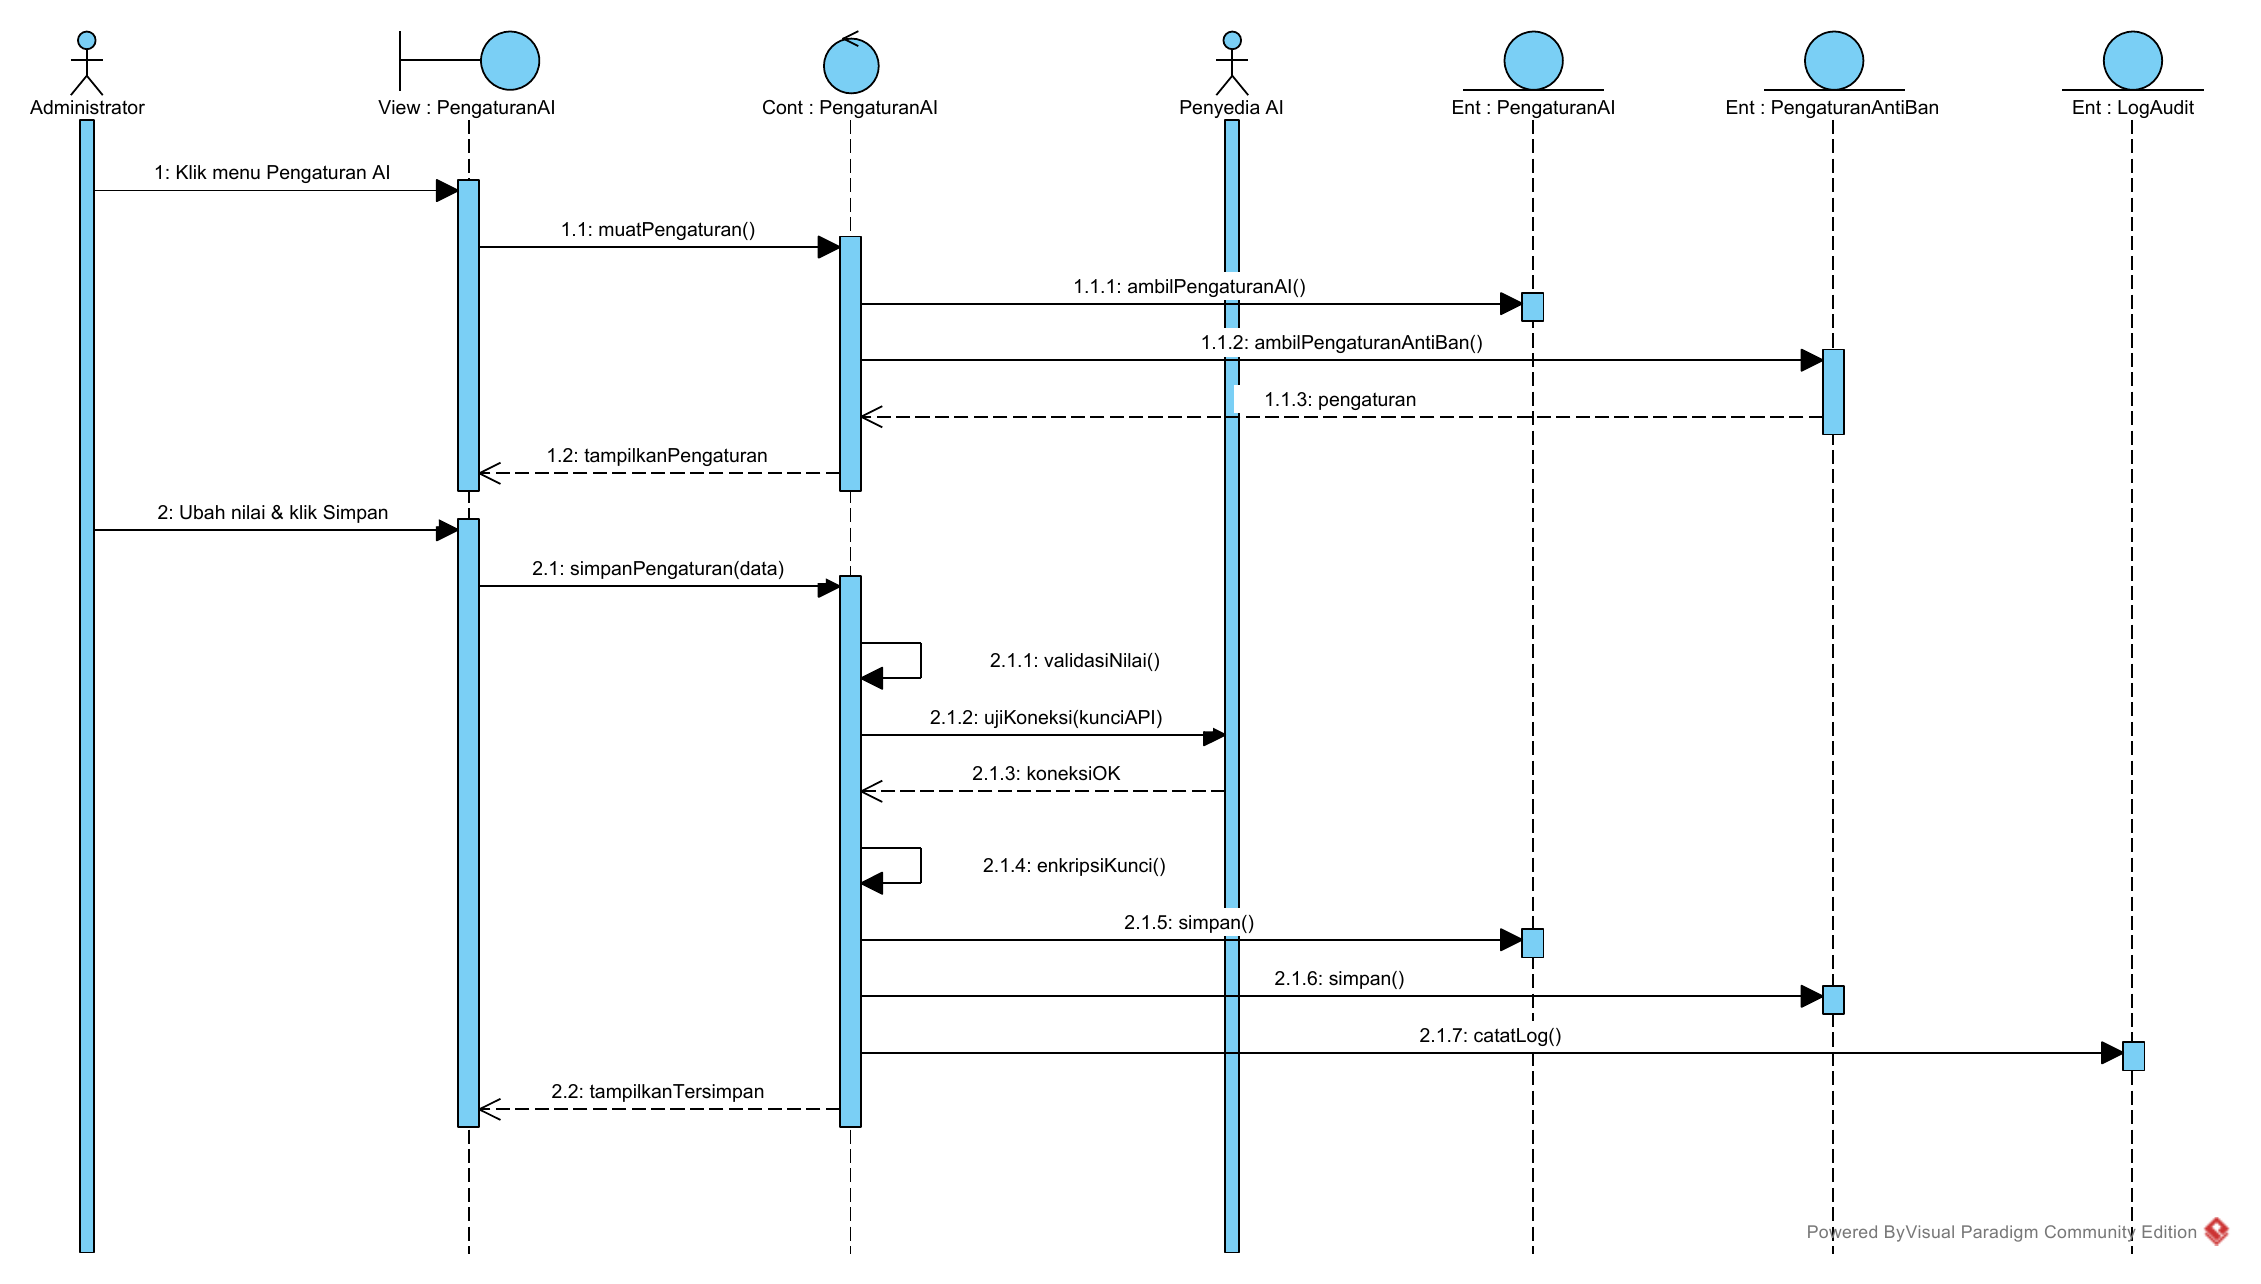 Administrator
View : PengaturanAI
Cont : PengaturanAI
Penyedia AI
Ent : PengaturanAI
Ent : PengaturanAntiBan
Ent : LogAudit
1: Klik menu Pengaturan AI
1.1: muatPengaturan()
1.1.1: ambilPengaturanAI()
1.1.2: ambilPengaturanAntiBan()
1.1.3: pengaturan
1.2: tampilkanPengaturan
2: Ubah nilai & klik Simpan
2.1: simpanPengaturan(data)
2.1.1: validasiNilai()
2.1.2: ujiKoneksi(kunciAPI)
2.1.3: koneksiOK
2.1.4: enkripsiKunci()
2.1.5: simpan()
2.1.6: simpan()
2.1.7: catatLog()
2.2: tampilkanTersimpan
Powered ByVisual Paradigm Community Edition